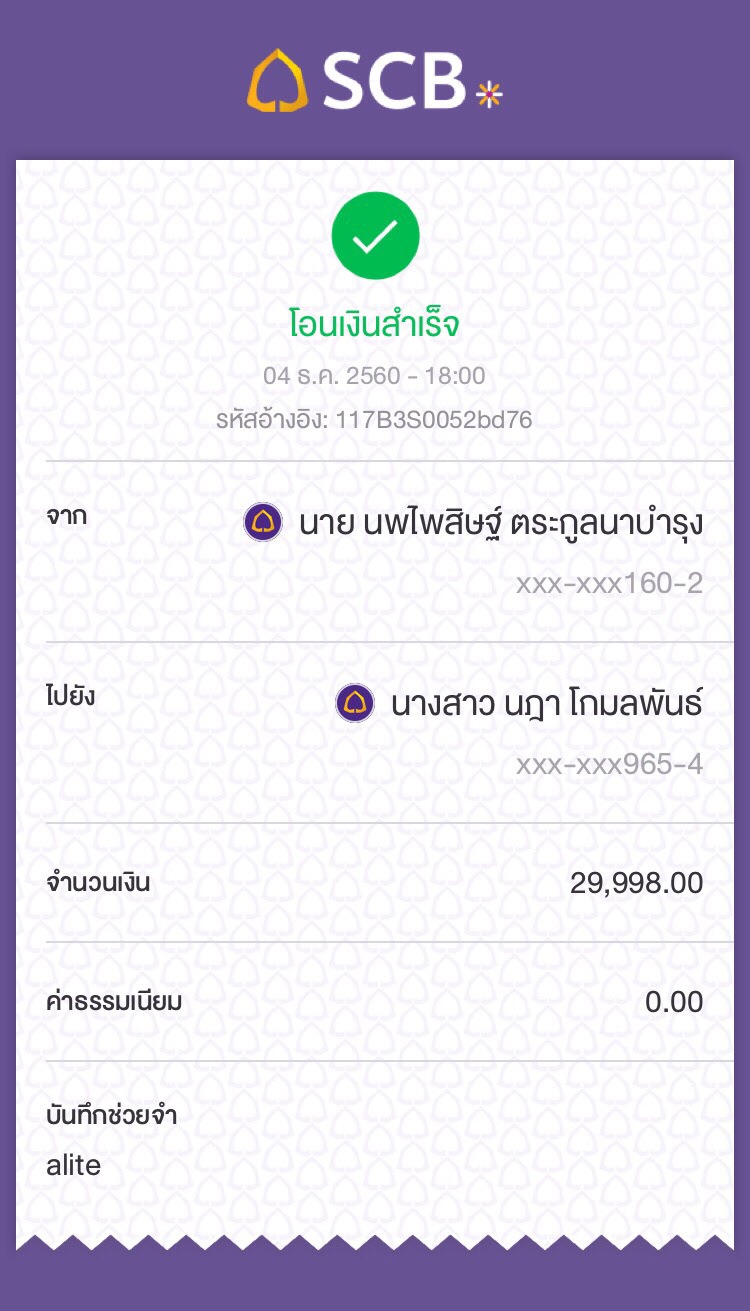 SCB
โอนเงินสำเร็จ
04 ธ.ค. 2560 - 18:00
รหัสอ้างอิง: 117B3S0052bd76
จาก นาย นพไพสิษฐ์ ตระกูลนาบำรุง
xxx-xxx160-2
ไปยัง นางสาว นฎา โกมลพันธ์
xxx-xxx965-4
จำนวนเงิน 29,998.00
ค่าธรรมเนียม 0.00
บันทึกช่วยจำ
alite